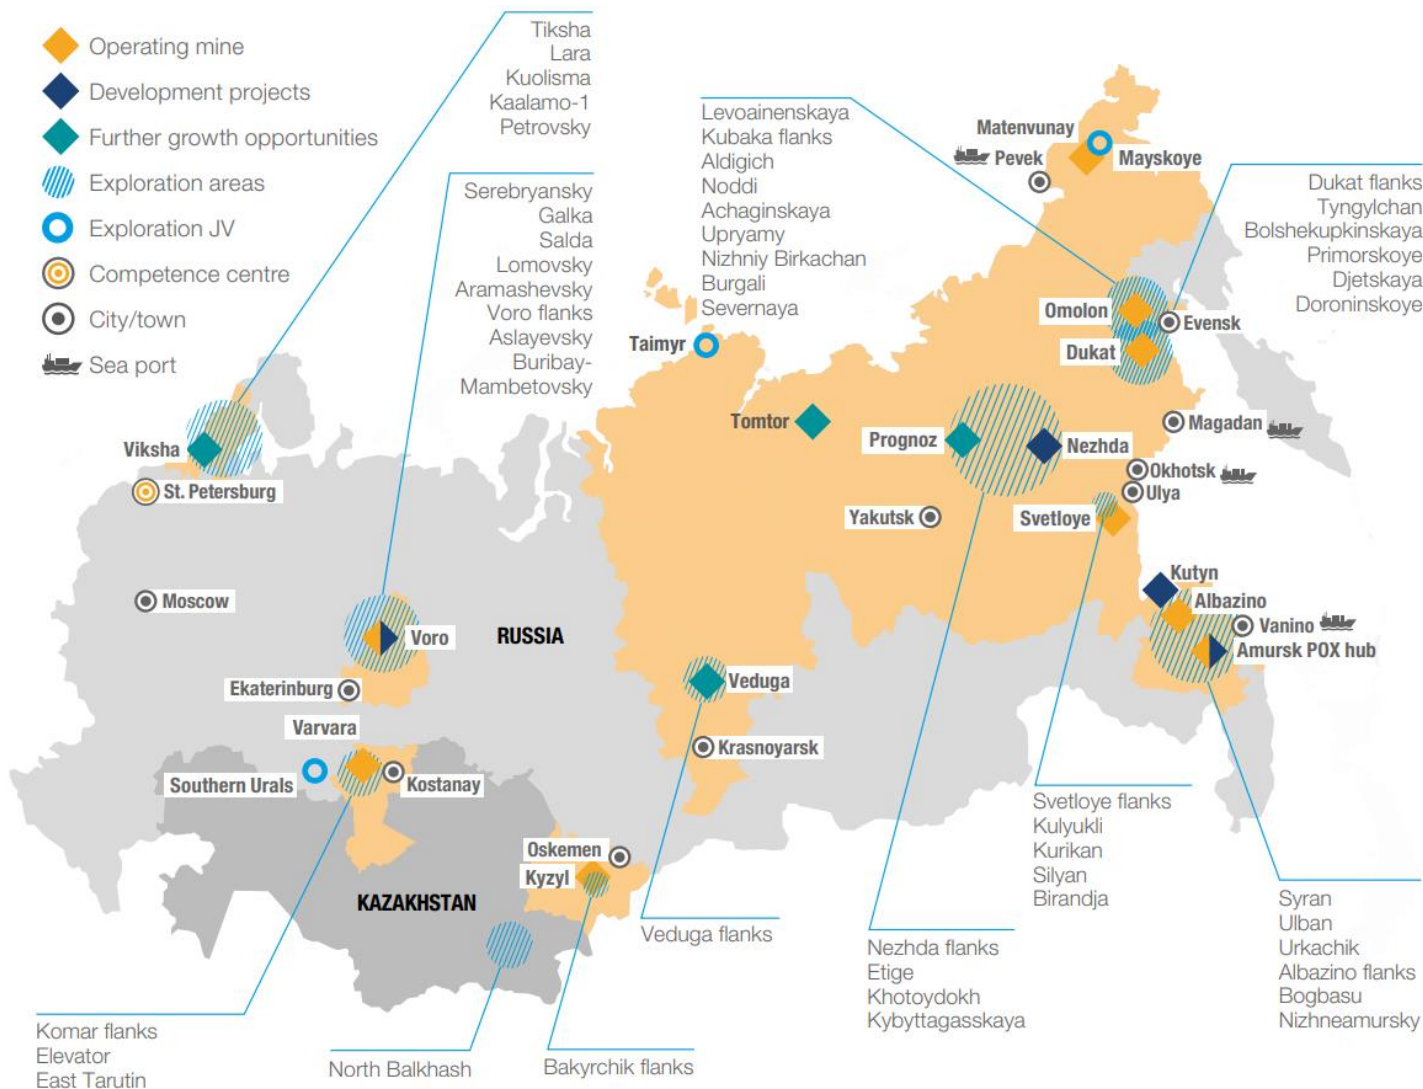 Operating mine
Development projects
Further growth opportunities
Exploration areas
Exploration JV
Competence centre
City/town
Sea port
Tiksha
Lara
Kuolisma
Kaalamo-1
Petrovsky
Serebryansky
Galka
Salda
Lomovsky
Aramashevsky
Voro flanks
Aslayevsky
Buribay-
Mambetovsky
Levoainenskaya
Kubaka flanks
Aldigich
Noddi
Achaginskaya
Upryamy
Nizhniy Birkachan
Burgali
Severnaya
Matenvunay
Pevek
Mayskoye
Dukat flanks
Tyngylchan
Bolshekupkinskaya
Primorskoye
Djetskaya
Doroninskoye
Omolon
Evensk
Dukat
Taimyr
Tomtor
Prognoz
Nezhda
Magadan
Okhotsk
Ulya
Yakutsk
Svetloye
Viksha
St. Petersburg
Moscow
Voro
RUSSIA
Ekaterinburg
Varvara
Southern Urals
Kostanay
Veduga
Krasnoyarsk
Kutyn
Albazino
Vanino
Amursk POX hub
Oskemen
Kyzyl
KAZAKHSTAN
Svetloye flanks
Kulyukli
Kurikan
Silyan
Birandja
Syran
Ulban
Urkachik
Albazino flanks
Bogbasu
Nizhneamursky
Veduga flanks
Nezhda flanks
Etige
Khotoydokh
Kybyttagasskaya
Komar flanks
Elevator
East Tarutin
North Balkhash
Bakyrchik flanks